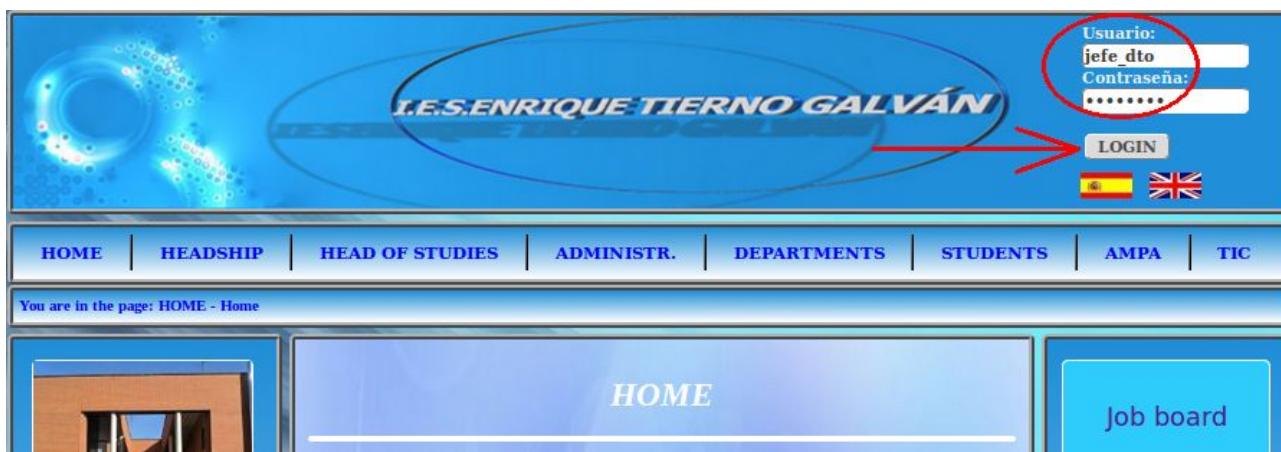 Usuario:
jefe_dto
Contraseña:
••••••••
I.E.S.ENRIQUE TIERNO GALVÁN
LOGIN
HOME HEADSHIP HEAD OF STUDIES ADMINISTR. DEPARTMENTS STUDENTS AMPA TIC
You are in the page: HOME - Home
HOME
Job board